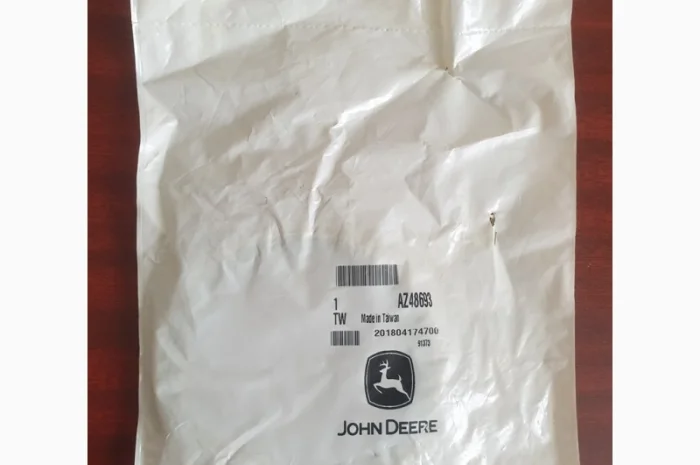 1 AZ48693
TW Made in Taiwan
201804174700
91373
JOHN DEERE